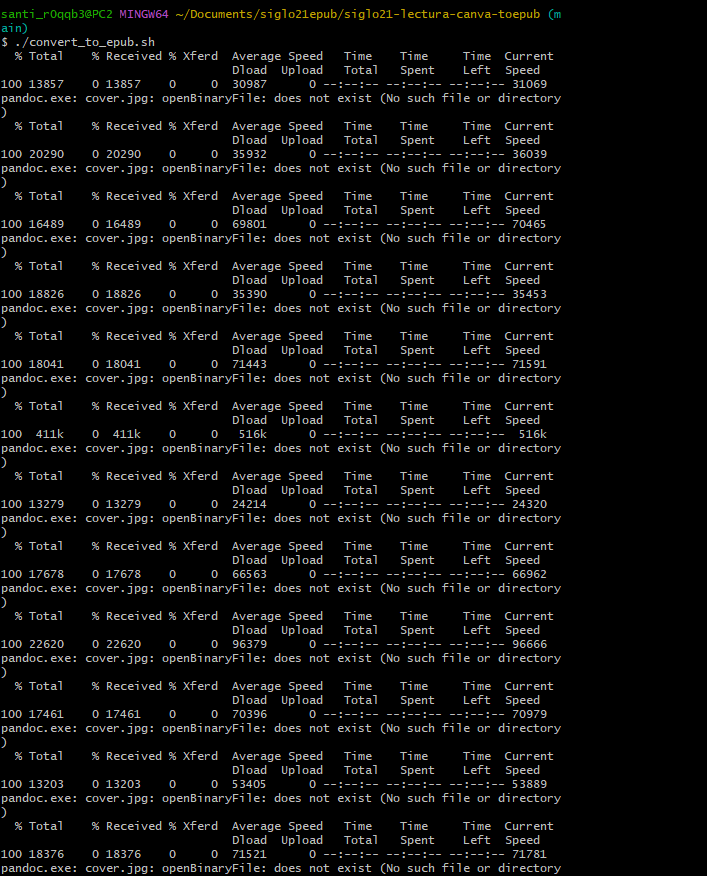 santi_r0qqb3@PC2 MINGW64 ~/Documents/siglo21epub/siglo21-lectura-canva-toepub (m
ain)
$ ./convert_to_epub.sh
  % Total    % Received % Xferd  Average Speed   Time    Time     Time  Current
                                 Dload  Upload   Total   Spent    Left  Speed
100 13857    0 13857    0     0  30987      0 --:--:-- --:--:-- --:--:-- 31069
pandoc.exe: cover.jpg: openBinaryFile: does not exist (No such file or directory
)
  % Total    % Received % Xferd  Average Speed   Time    Time     Time  Current
                                 Dload  Upload   Total   Spent    Left  Speed
100 20290    0 20290    0     0  35932      0 --:--:-- --:--:-- --:--:-- 36039
pandoc.exe: cover.jpg: openBinaryFile: does not exist (No such file or directory
)
  % Total    % Received % Xferd  Average Speed   Time    Time     Time  Current
                                 Dload  Upload   Total   Spent    Left  Speed
100 16489    0 16489    0     0  69801      0 --:--:-- --:--:-- --:--:-- 70465
pandoc.exe: cover.jpg: openBinaryFile: does not exist (No such file or directory
)
  % Total    % Received % Xferd  Average Speed   Time    Time     Time  Current
                                 Dload  Upload   Total   Spent    Left  Speed
100 18826    0 18826    0     0  35390      0 --:--:-- --:--:-- --:--:-- 35453
pandoc.exe: cover.jpg: openBinaryFile: does not exist (No such file or directory
)
  % Total    % Received % Xferd  Average Speed   Time    Time     Time  Current
                                 Dload  Upload   Total   Spent    Left  Speed
100 18041    0 18041    0     0  71443      0 --:--:-- --:--:-- --:--:-- 71591
pandoc.exe: cover.jpg: openBinaryFile: does not exist (No such file or directory
)
  % Total    % Received % Xferd  Average Speed   Time    Time     Time  Current
                                 Dload  Upload   Total   Spent    Left  Speed
100  411k    0  411k    0     0   516k      0 --:--:-- --:--:-- --:--:--  516k
pandoc.exe: cover.jpg: openBinaryFile: does not exist (No such file or directory
)
  % Total    % Received % Xferd  Average Speed   Time    Time     Time  Current
                                 Dload  Upload   Total   Spent    Left  Speed
100 13279    0 13279    0     0  24214      0 --:--:-- --:--:-- --:--:-- 24320
pandoc.exe: cover.jpg: openBinaryFile: does not exist (No such file or directory
)
  % Total    % Received % Xferd  Average Speed   Time    Time     Time  Current
                                 Dload  Upload   Total   Spent    Left  Speed
100 17678    0 17678    0     0  66563      0 --:--:-- --:--:-- --:--:-- 66962
pandoc.exe: cover.jpg: openBinaryFile: does not exist (No such file or directory
)
  % Total    % Received % Xferd  Average Speed   Time    Time     Time  Current
                                 Dload  Upload   Total   Spent    Left  Speed
100 22620    0 22620    0     0  96379      0 --:--:-- --:--:-- --:--:-- 96666
pandoc.exe: cover.jpg: openBinaryFile: does not exist (No such file or directory
)
  % Total    % Received % Xferd  Average Speed   Time    Time     Time  Current
                                 Dload  Upload   Total   Spent    Left  Speed
100 17461    0 17461    0     0  70396      0 --:--:-- --:--:-- --:--:-- 70979
pandoc.exe: cover.jpg: openBinaryFile: does not exist (No such file or directory
)
  % Total    % Received % Xferd  Average Speed   Time    Time     Time  Current
                                 Dload  Upload   Total   Spent    Left  Speed
100 13203    0 13203    0     0  53405      0 --:--:-- --:--:-- --:--:-- 53889
pandoc.exe: cover.jpg: openBinaryFile: does not exist (No such file or directory
)
  % Total    % Received % Xferd  Average Speed   Time    Time     Time  Current
                                 Dload  Upload   Total   Spent    Left  Speed
100 18376    0 18376    0     0  71521      0 --:--:-- --:--:-- --:--:-- 71781
pandoc.exe: cover.jpg: openBinaryFile: does not exist (No such file or directory